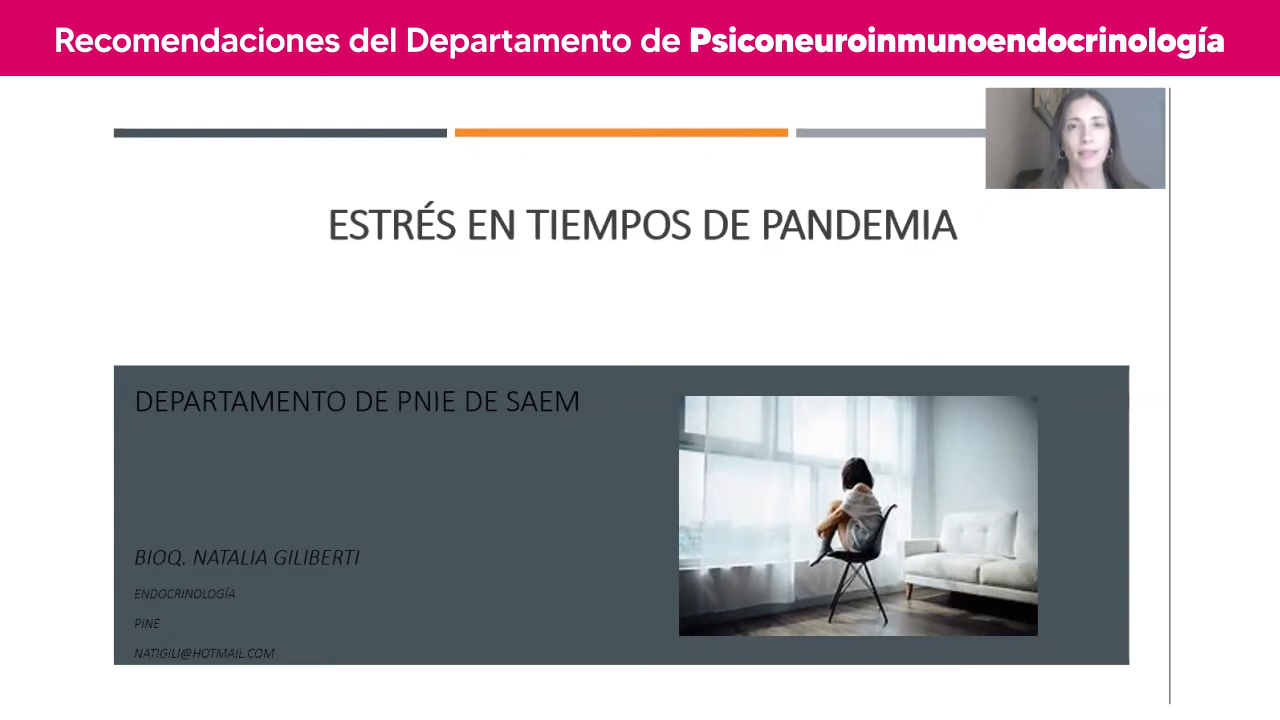 Recomendaciones del Departamento de Psiconeuroinmunoendocrinología
ESTRÉS EN TIEMPOS DE PANDEMIA
DEPARTAMENTO DE PNIE DE SAEM
BIOQ. NATALIA GILIBERTI
ENDOCRINOLOGÍA
PINE
NATIGILI@HOTMAIL.COM